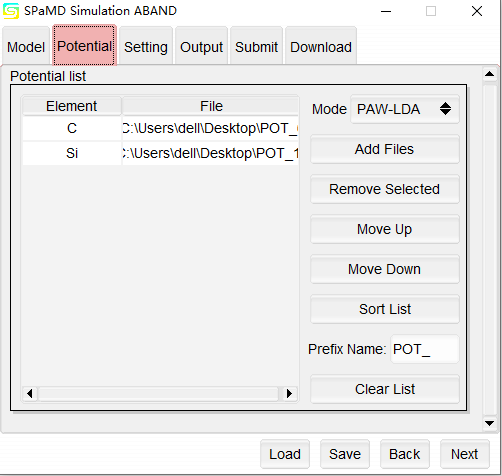 SPaMD Simulation ABAND
Model Potential Setting Output Submit Download
Potential list
Element File
C C:\Users\dell\Desktop\POT_
Si C:\Users\dell\Desktop\POT_1
Mode PAW-LDA
Add Files
Remove Selected
Move Up
Move Down
Sort List
Prefix Name: POT_
Clear List
Load Save Back Next